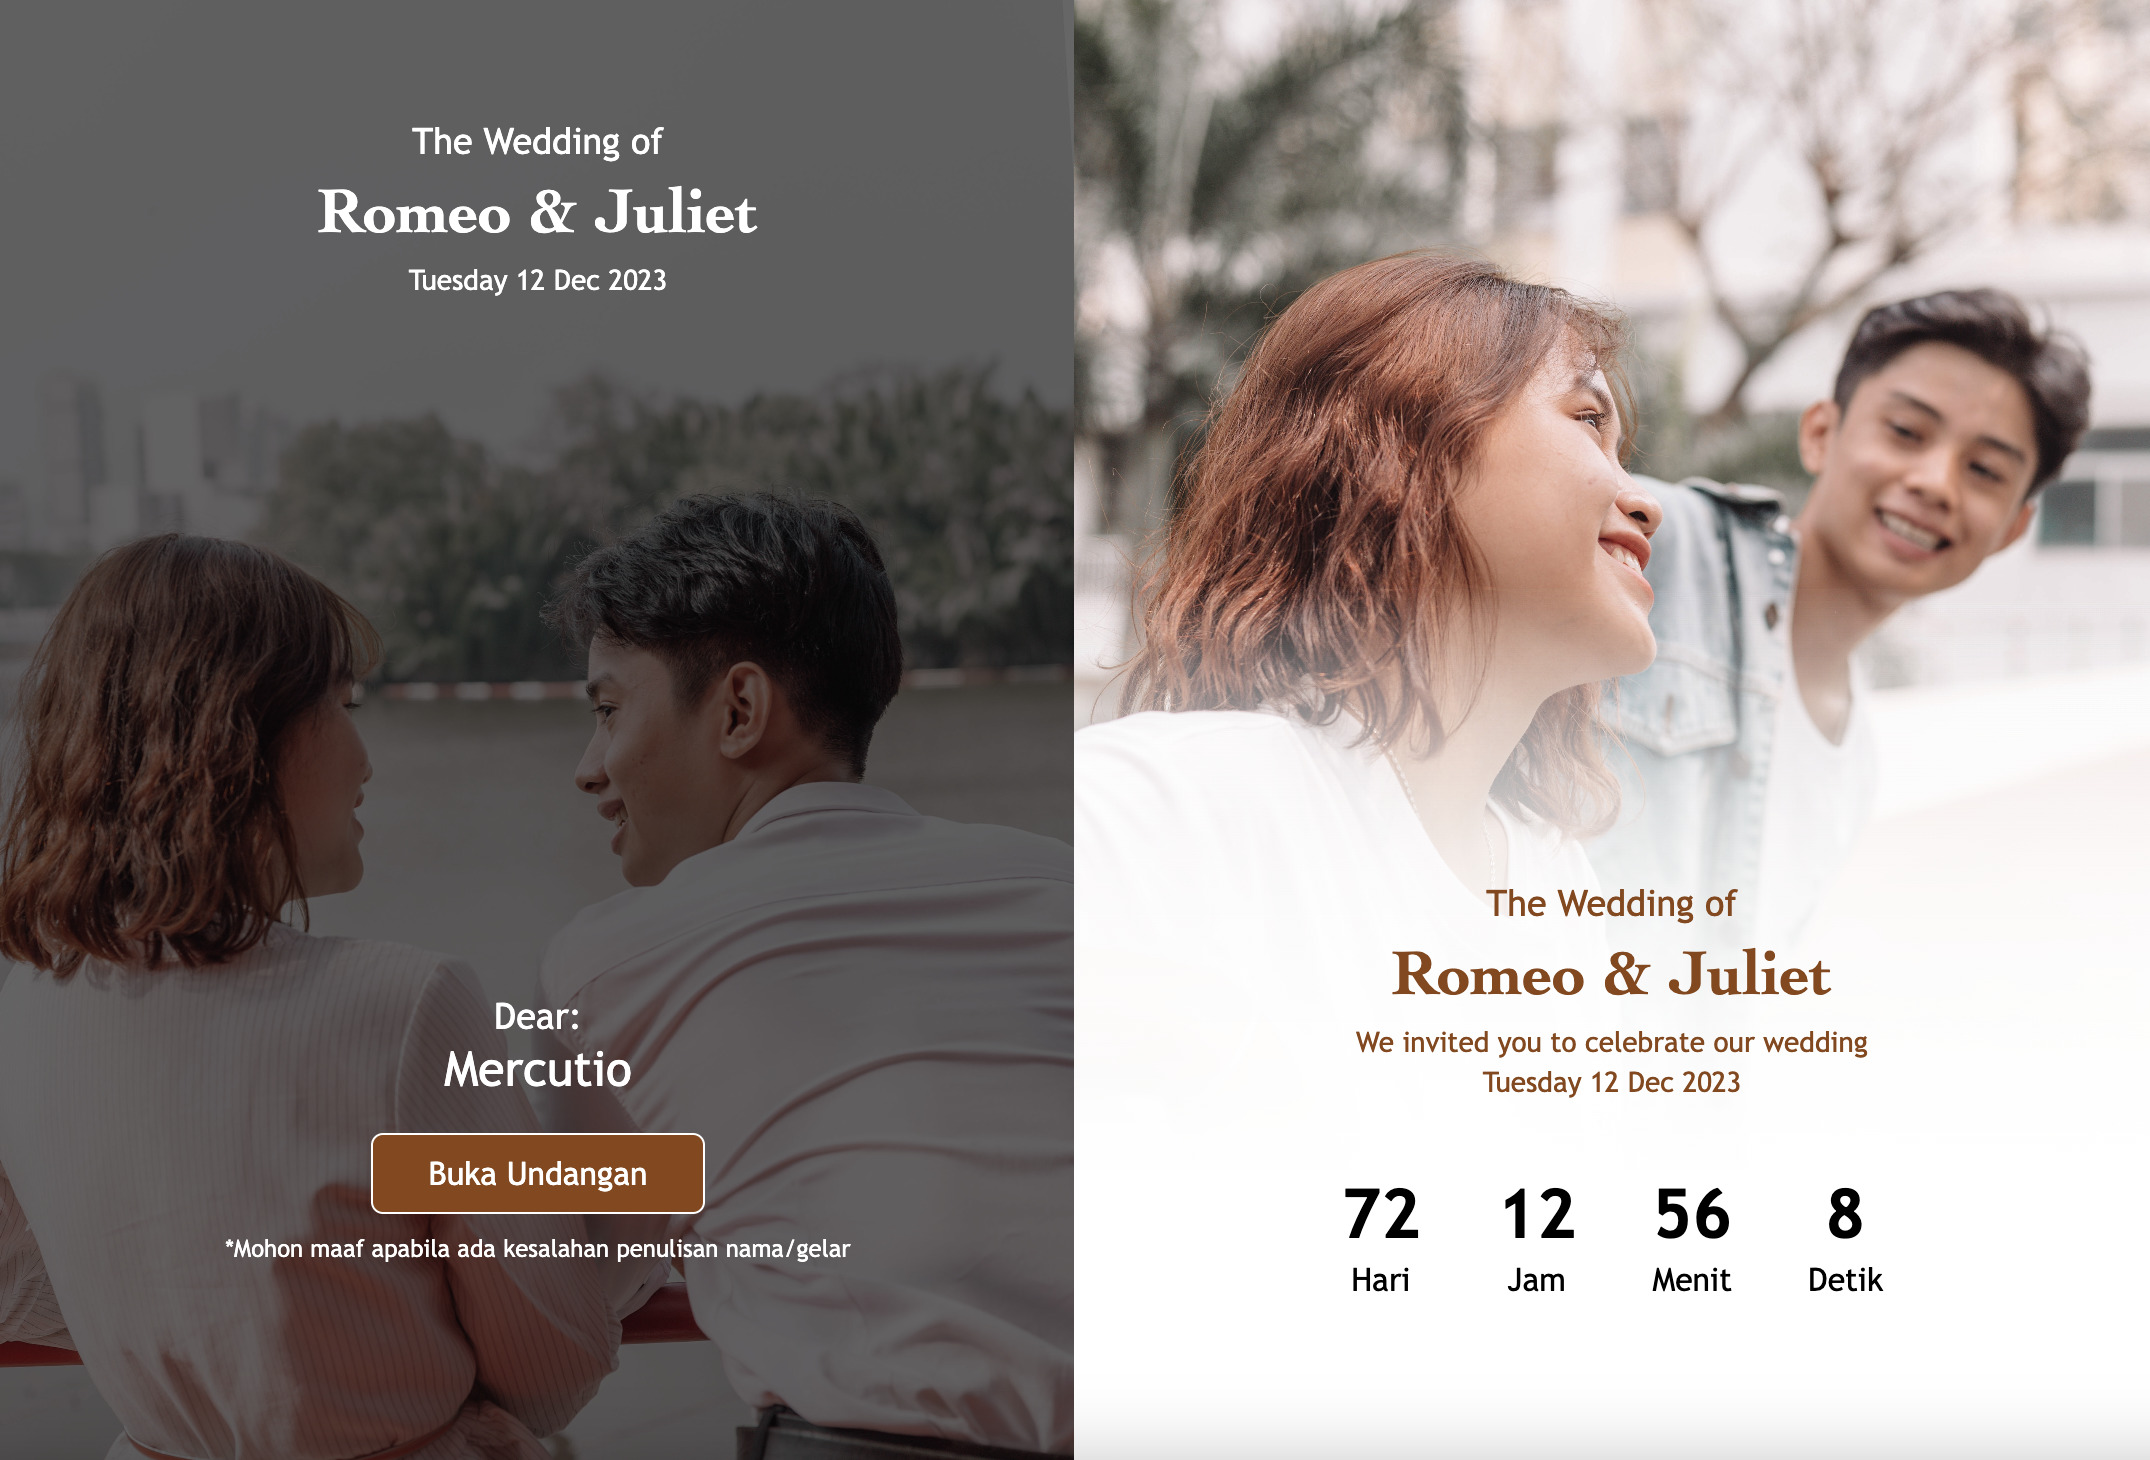 The Wedding of
Romeo & Juliet
Tuesday 12 Dec 2023
Dear:
Mercutio
Buka Undangan
*Mohon maaf apabila ada kesalahan penulisan nama/gelar
The Wedding of
Romeo & Juliet
We invited you to celebrate our wedding
Tuesday 12 Dec 2023
72 12 56 8
Hari Jam Menit Detik